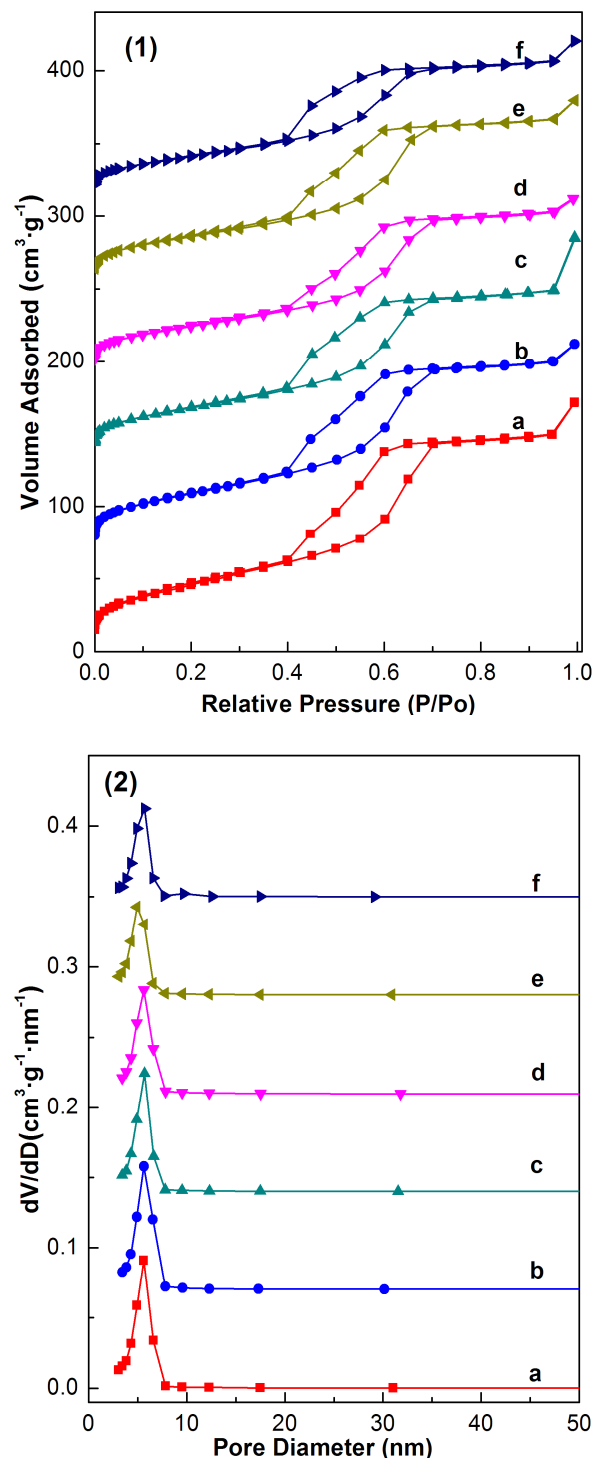 (1)
f
e
d
c
b
a
400
300
200
100
0
Volume Adsorbed (cm³·g⁻¹)
0.0 0.2 0.4 0.6 0.8 1.0
Relative Pressure (P/Po)
(2)
f
e
d
c
b
a
0.4
0.3
0.2
0.1
0.0
dV/dD(cm³·g⁻¹·nm⁻¹)
0 10 20 30 40 50
Pore Diameter (nm)